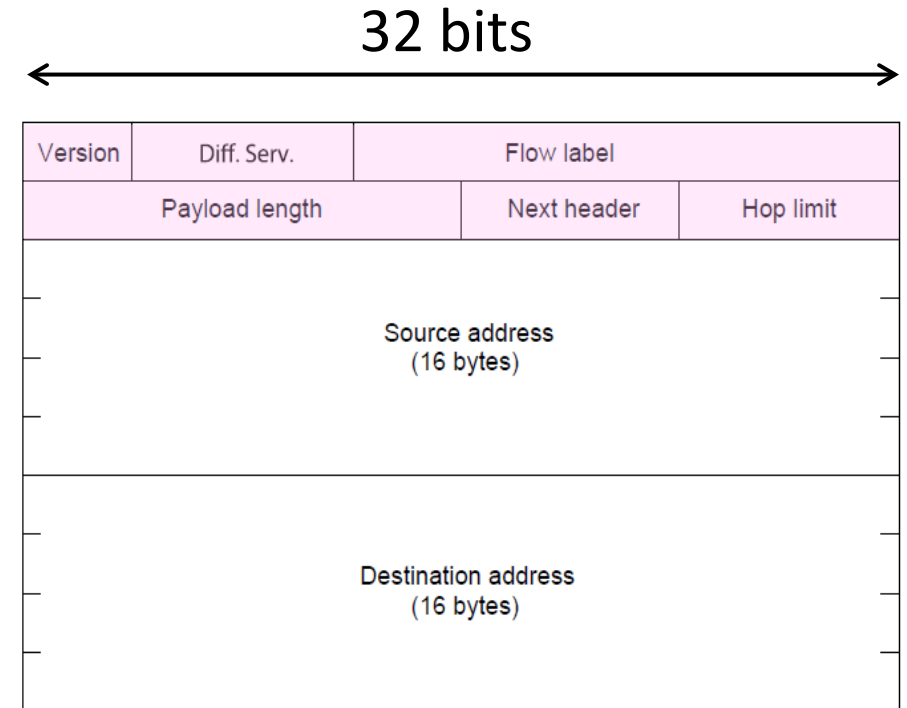 32 bits
Version Diff. Serv. Flow label
Payload length Next header Hop limit
Source address
(16 bytes)
Destination address
(16 bytes)